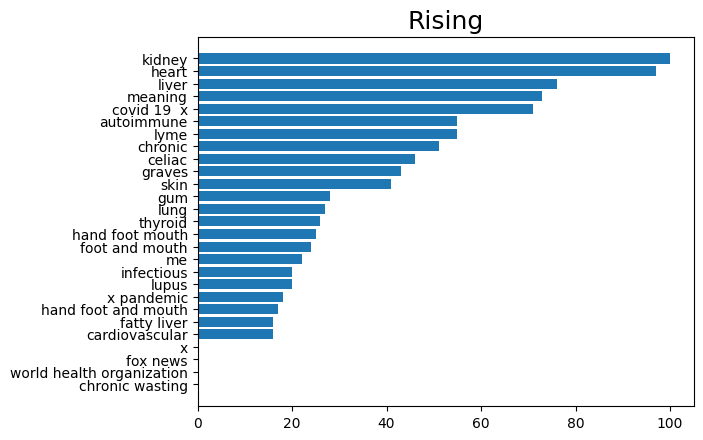 Rising
kidney
heart
liver
meaning
covid 19  x
autoimmune
lyme
chronic
celiac
graves
skin
gum
lung
thyroid
hand foot mouth
foot and mouth
me
infectious
lupus
x pandemic
hand foot and mouth
fatty liver
cardiovascular
x
fox news
world health organization
chronic wasting
0 20 40 60 80 100